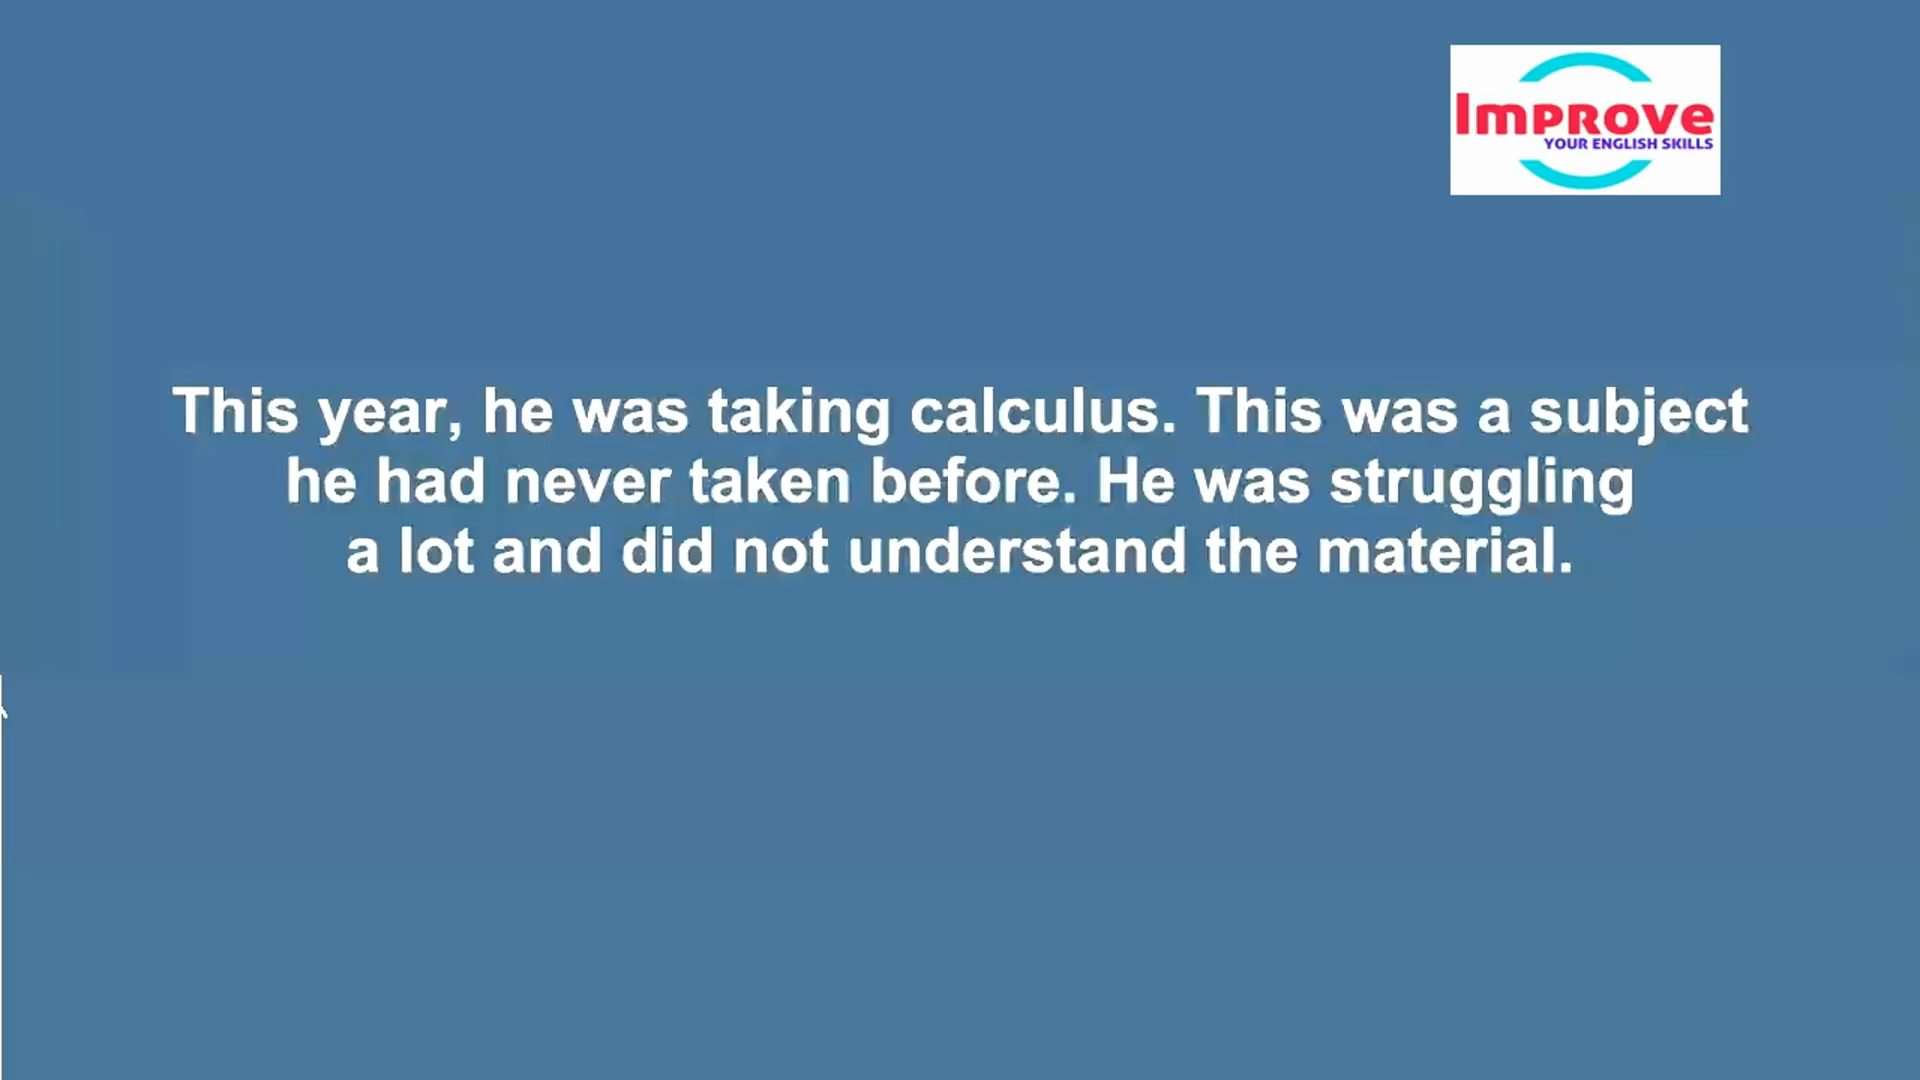 Improve
YOUR ENGLISH SKILLS
This year, he was taking calculus. This was a subject
he had never taken before. He was struggling
a lot and did not understand the material.